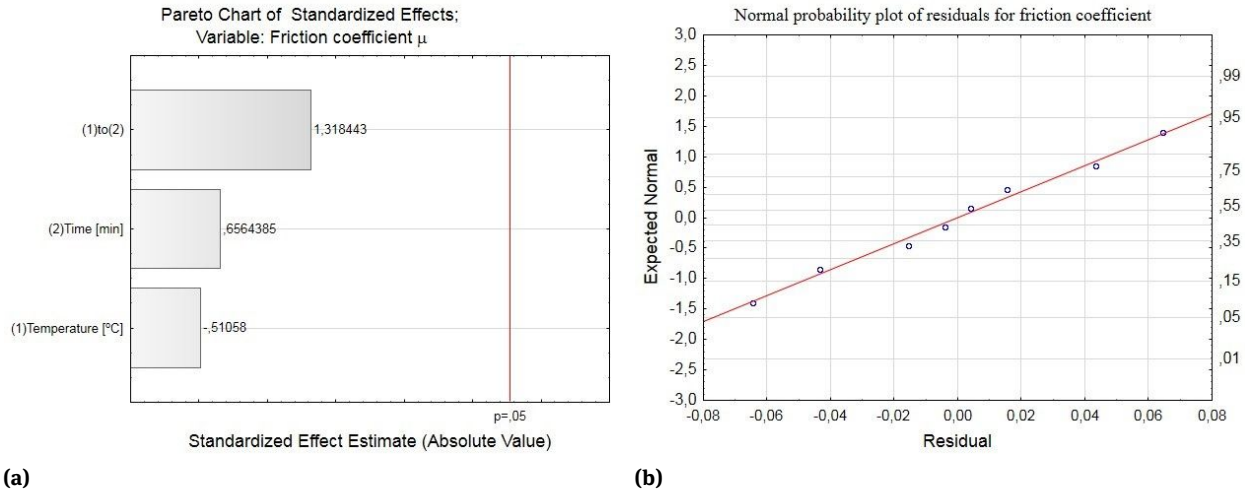 Pareto Chart of Standardized Effects;
Variable: Friction coefficient μ
(1)to(2)
1,318443
(2)Time [min]
,6564385
(1)Temperature [ºC]
-,51058
p=,05
Standardized Effect Estimate (Absolute Value)
(a)
Normal probability plot of residuals for friction coefficient
3,0
2,5
2,0
1,5
1,0
0,5
0,0
-0,5
-1,0
-1,5
-2,0
-2,5
-3,0
Expected Normal
,99
,95
,75
,55
,35
,15
,05
,01
-0,08 -0,06 -0,04 -0,02 0,00 0,02 0,04 0,06 0,08
Residual
(b)